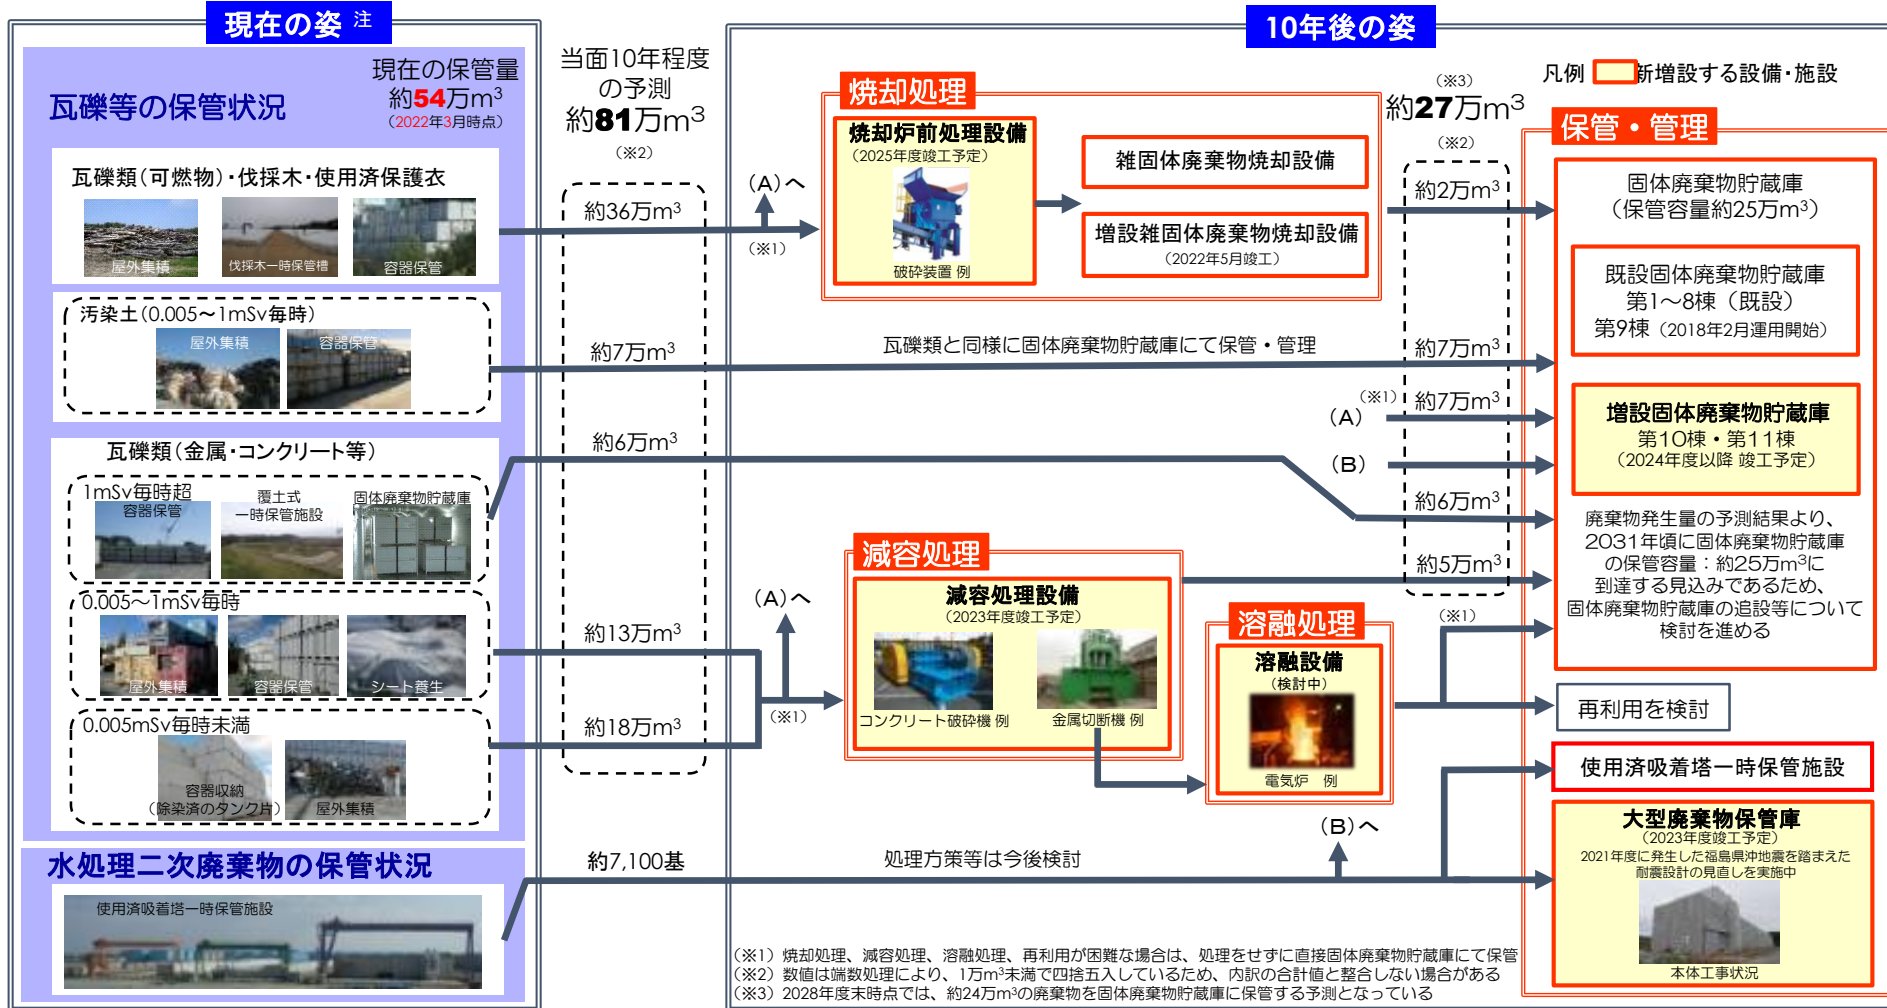 現在の姿 注
瓦礫等の保管状況
現在の保管量
約54万m³
（2022年3月時点）
瓦礫類（可燃物）・伐採木・使用済保護衣
屋外集積
伐採木一時保管槽
容器保管
汚染土（0.005～1mSv毎時）
屋外集積
容器保管
瓦礫類（金属・コンクリート等）
1mSv毎時超
容器保管
覆土式
一時保管施設
固体廃棄物貯蔵庫
0.005～1mSv毎時
屋外集積
容器保管
シート養生
0.005mSv毎時未満
容器収納
（除染済のタンク片）
屋外集積
水処理二次廃棄物の保管状況
使用済吸着塔一時保管施設
当面10年程度
の予測
約81万m³
（※2）
約36万m³
約7万m³
約6万m³
約13万m³
約18万m³
約7,100基
10年後の姿
凡例 新増設する設備・施設
（A）へ
（※1）
焼却処理
焼却炉前処理設備
（2025年度竣工予定）
破砕装置 例
雑固体廃棄物焼却設備
増設雑固体廃棄物焼却設備
（2022年5月竣工）
瓦礫類と同様に固体廃棄物貯蔵庫にて保管・管理
（A）へ
（※1）
減容処理
減容処理設備
（2023年度竣工予定）
コンクリート破砕機 例
金属切断機 例
溶融処理
溶融設備
（検討中）
電気炉 例
処理方策等は今後検討
（B）へ
（※3）
約27万m³
（※2）
約2万m³
約7万m³
（A）
（※1）
約7万m³
（B）
約6万m³
約5万m³
（※1）
保管・管理
固体廃棄物貯蔵庫
（保管容量約25万m³）
既設固体廃棄物貯蔵庫
第1～8棟（既設）
第9棟（2018年2月運用開始）
増設固体廃棄物貯蔵庫
第10棟・第11棟
（2024年度以降 竣工予定）
廃棄物発生量の予測結果より、
2031年頃に固体廃棄物貯蔵庫
の保管容量：約25万m³に
到達する見込みであるため、
固体廃棄物貯蔵庫の追設等について
検討を進める
再利用を検討
使用済吸着塔一時保管施設
大型廃棄物保管庫
（2023年度竣工予定）
2021年度に発生した福島県沖地震を踏まえた
耐震設計の見直しを実施中
本体工事状況
（※1）焼却処理、減容処理、溶融処理、再利用が困難な場合は、処理をせずに直接固体廃棄物貯蔵庫にて保管
（※2）数値は端数処理により、1万m³未満で四捨五入しているため、内訳の合計値と整合しない場合がある
（※3）2028年度末時点では、約24万m³の廃棄物を固体廃棄物貯蔵庫に保管する予測となっている